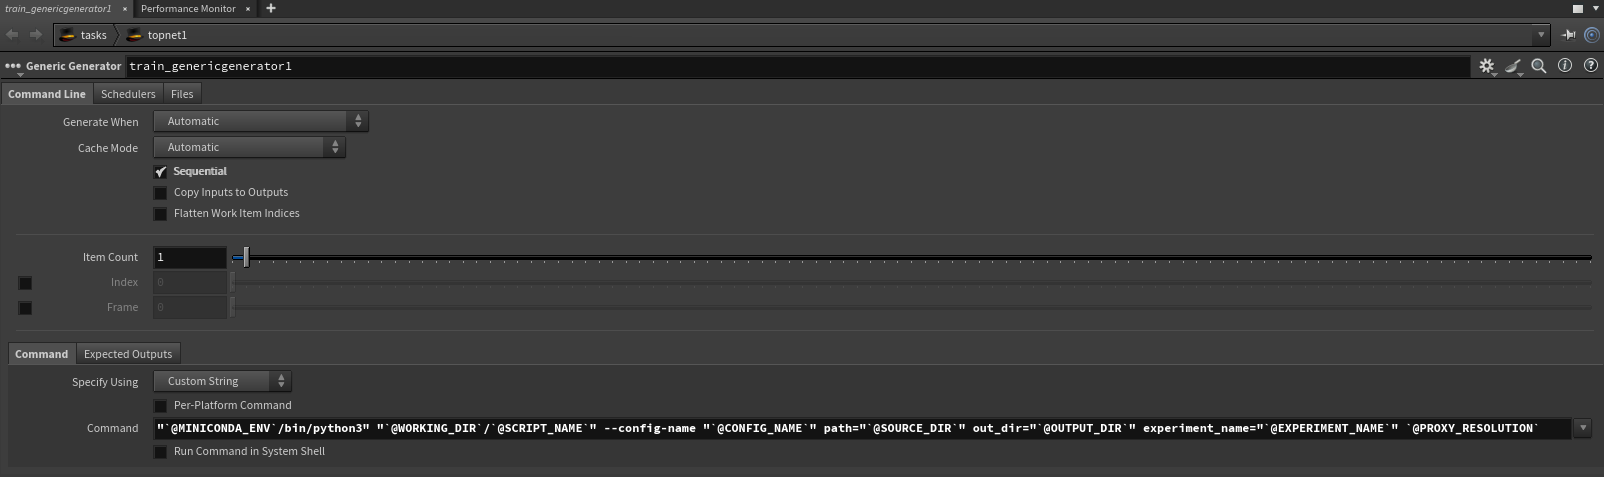 train_genericgenerator1 × Performance Monitor × +
tasks topnet1
Generic Generator train_genericgenerator1
Command Line Schedulers Files
Generate When Automatic
Cache Mode Automatic
Sequential
Copy Inputs to Outputs
Flatten Work Item Indices
Item Count 1
Index 0
Frame 0
Command Expected Outputs
Specify Using Custom String
Per-Platform Command
Command "`@MINICONDA_ENV`/bin/python3" "`@WORKING_DIR`/`@SCRIPT_NAME`" --config-name "`@CONFIG_NAME`" path="`@SOURCE_DIR`" out_dir="`@OUTPUT_DIR`" experiment_name="`@EXPERIMENT_NAME`" `@PROXY_RESOLUTION`
Run Command in System Shell